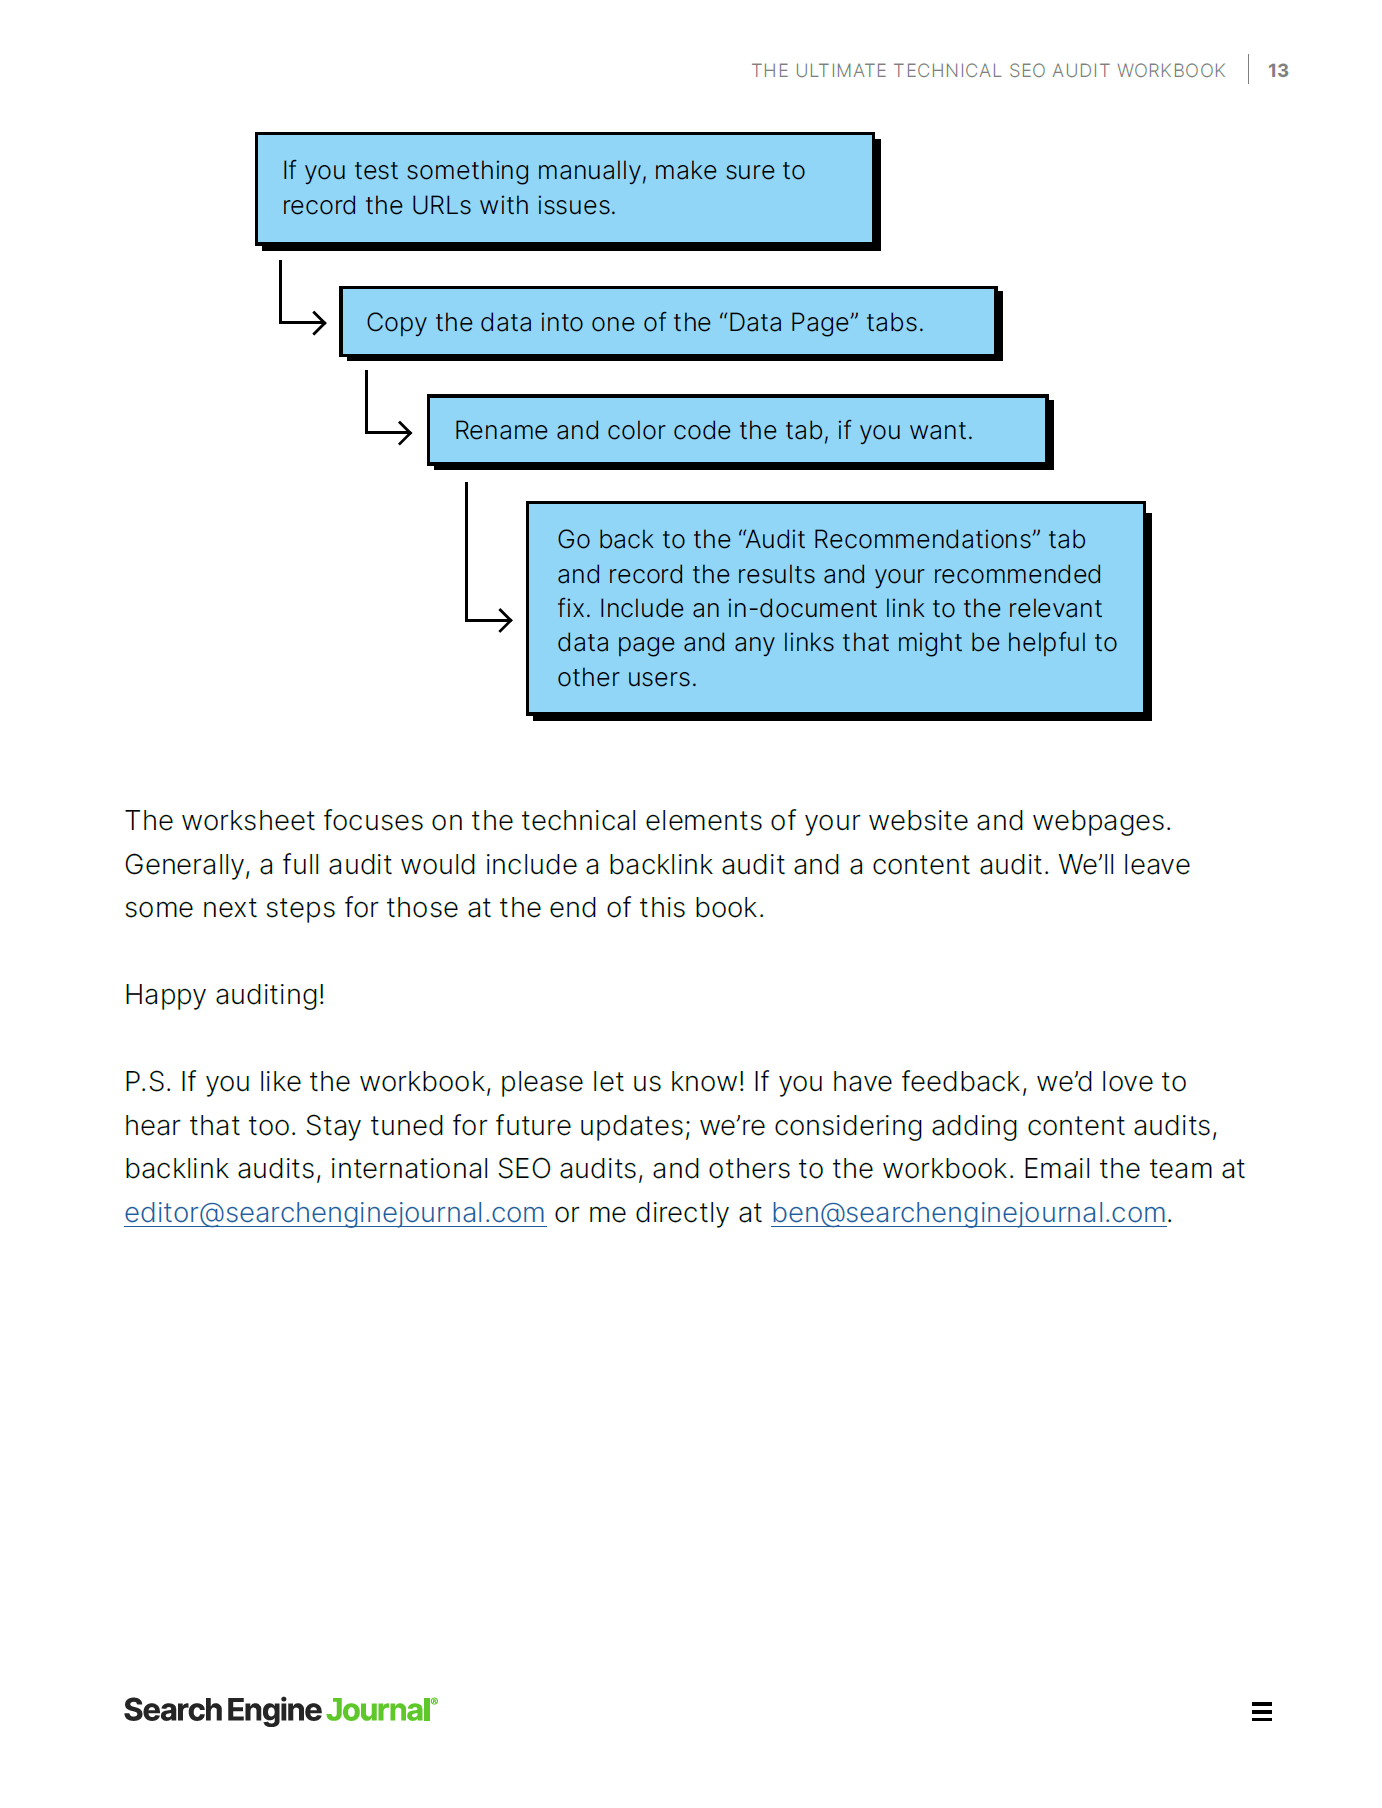 THE ULTIMATE TECHNICAL SEO AUDIT WORKBOOK 13
If you test something manually, make sure to
record the URLs with issues.
Copy the data into one of the “Data Page” tabs.
Rename and color code the tab, if you want.
Go back to the “Audit Recommendations” tab
and record the results and your recommended
fix. Include an in-document link to the relevant
data page and any links that might be helpful to
other users.
The worksheet focuses on the technical elements of your website and webpages.
Generally, a full audit would include a backlink audit and a content audit. We’ll leave
some next steps for those at the end of this book.
Happy auditing!
P.S. If you like the workbook, please let us know! If you have feedback, we’d love to
hear that too. Stay tuned for future updates; we’re considering adding content audits,
backlink audits, international SEO audits, and others to the workbook. Email the team at
editor@searchenginejournal.com or me directly at ben@searchenginejournal.com.
Search Engine Journal®